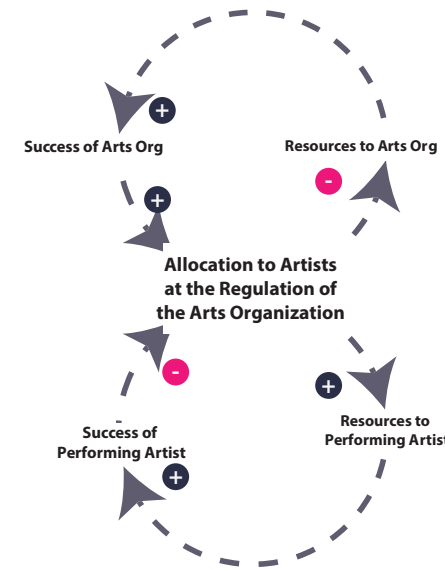 +
Success of Arts Org
Resources to Arts Org
-
+
Allocation to Artists
at the Regulation of
the Arts Organization
-
+
Resources to
Performing Artist
-
Success of
Performing Artist
+